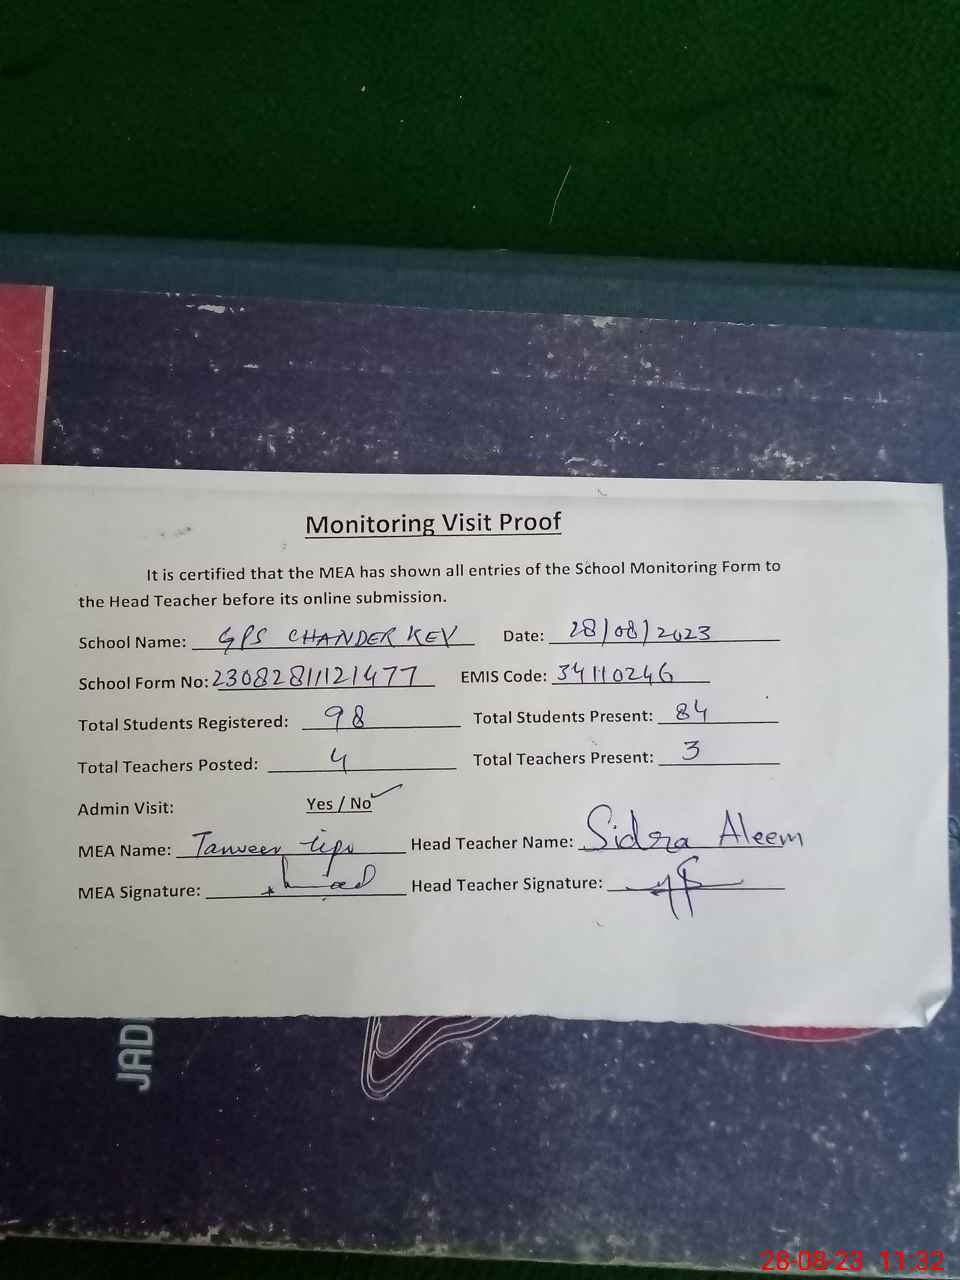 Monitoring Visit Proof
It is certified that the MEA has shown all entries of the School Monitoring Form to
the Head Teacher before its online submission.
School Name: GPS CHANDER KEY Date: 28/08/2023
School Form No: 23082811121477 EMIS Code: 34110246
Total Students Registered: 98 Total Students Present: 84
Total Teachers Posted: 4 Total Teachers Present: 3
Admin Visit: Yes / No ✓
MEA Name: Tanveer tipu Head Teacher Name: Sidra Aleem
MEA Signature: Head Teacher Signature:
JAD
28-08-23 11:32